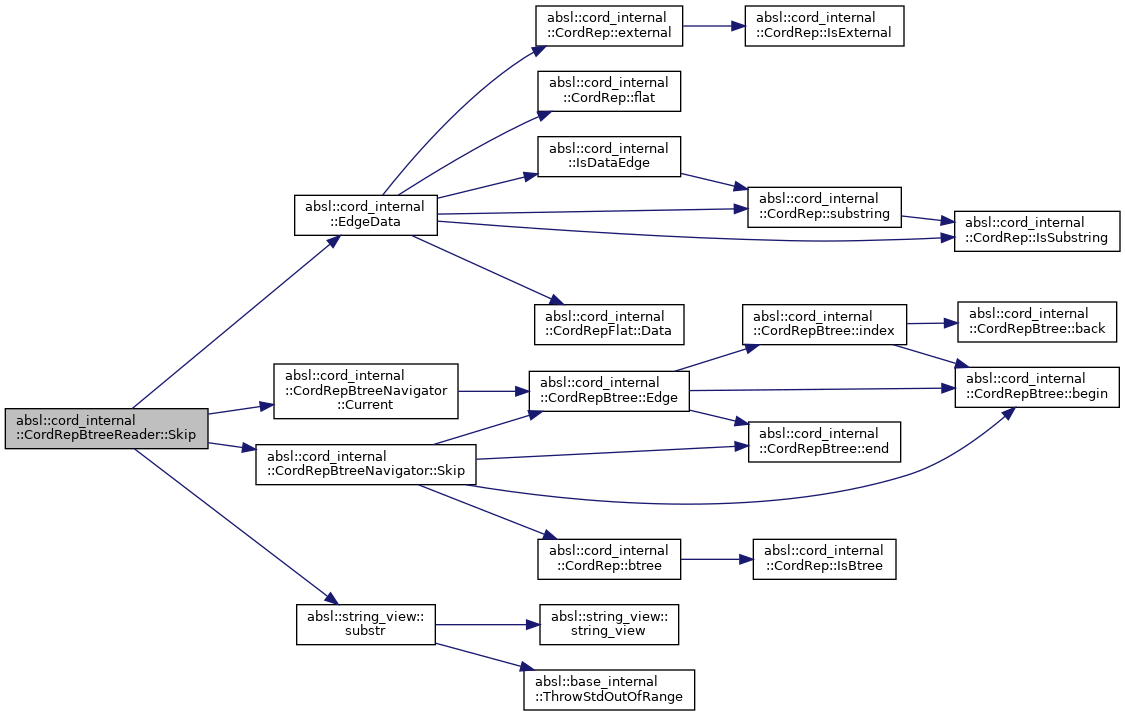 absl::cord_internal
::CordRep::external
absl::cord_internal
::CordRep::IsExternal
absl::cord_internal
::CordRep::flat
absl::cord_internal
::IsDataEdge
absl::cord_internal
::EdgeData
absl::cord_internal
::CordRep::substring
absl::cord_internal
::CordRep::IsSubstring
absl::cord_internal
::CordRepFlat::Data
absl::cord_internal
::CordRepBtree::index
absl::cord_internal
::CordRepBtree::back
absl::cord_internal
::CordRepBtreeNavigator
::Current
absl::cord_internal
::CordRepBtree::Edge
absl::cord_internal
::CordRepBtree::begin
absl::cord_internal
::CordRepBtreeReader::Skip
absl::cord_internal
::CordRepBtree::end
absl::cord_internal
::CordRepBtreeNavigator::Skip
absl::cord_internal
::CordRep::btree
absl::cord_internal
::CordRep::IsBtree
absl::string_view::
substr
absl::string_view::
string_view
absl::base_internal
::ThrowStdOutOfRange